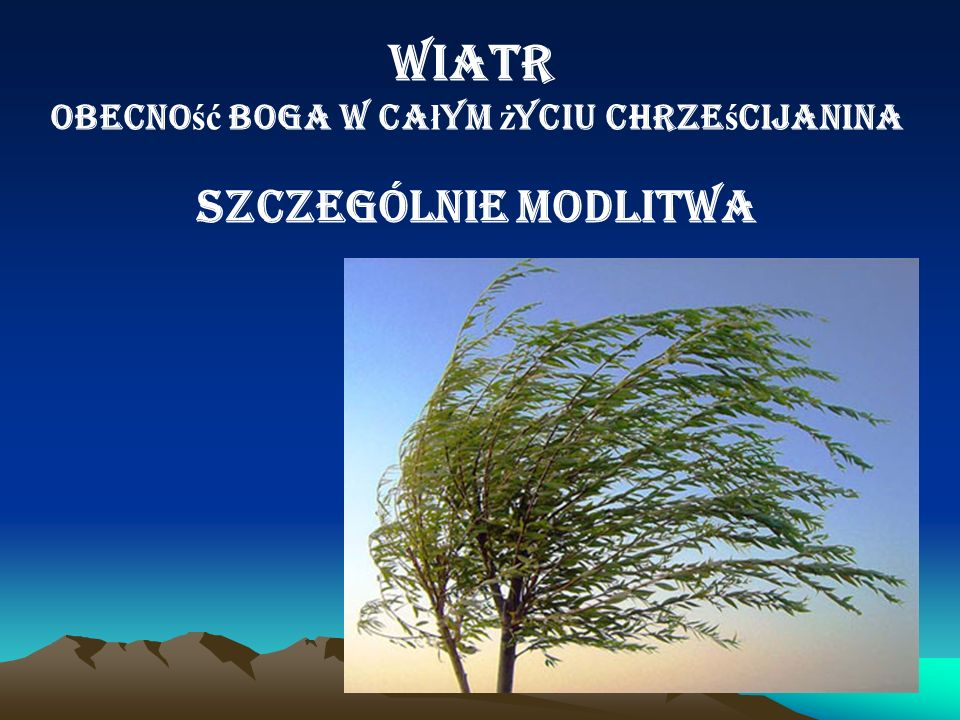 WIATR
OBECNOść BOGA W CAłYM żYCIU CHRZEśCIJANINA
SZCZEGÓLNIE MODLITWA